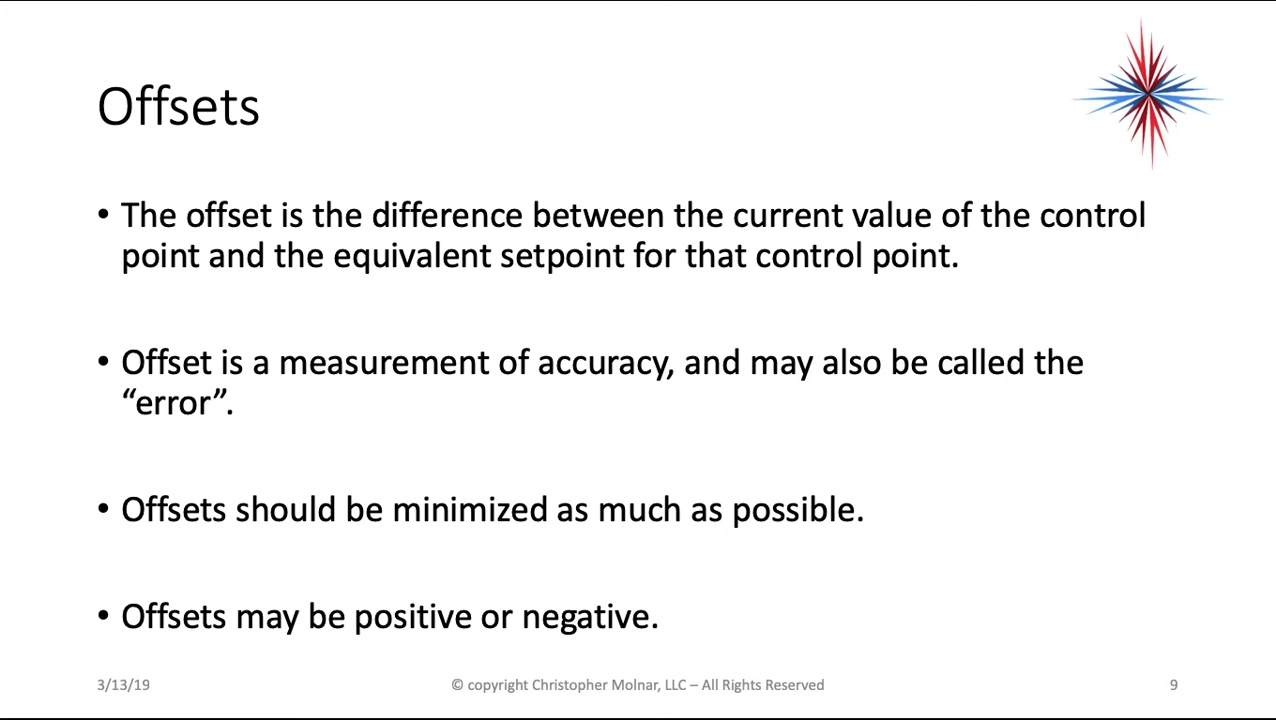 Offsets
• The offset is the difference between the current value of the control
point and the equivalent setpoint for that control point.
• Offset is a measurement of accuracy, and may also be called the
“error”.
• Offsets should be minimized as much as possible.
• Offsets may be positive or negative.
3/13/19
© copyright Christopher Molnar, LLC – All Rights Reserved
9